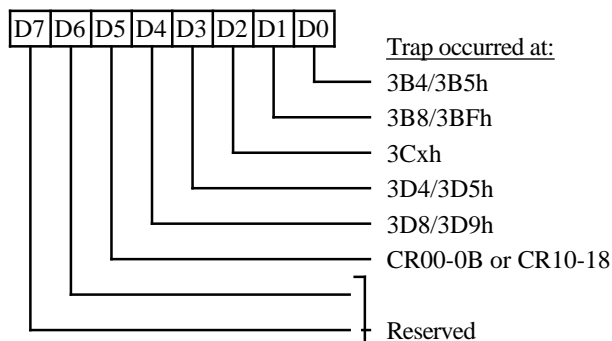 D7 D6 D5 D4 D3 D2 D1 D0
Trap occurred at:
3B4/3B5h
3B8/3BFh
3Cxh
3D4/3D5h
3D8/3D9h
CR00-0B or CR10-18
Reserved